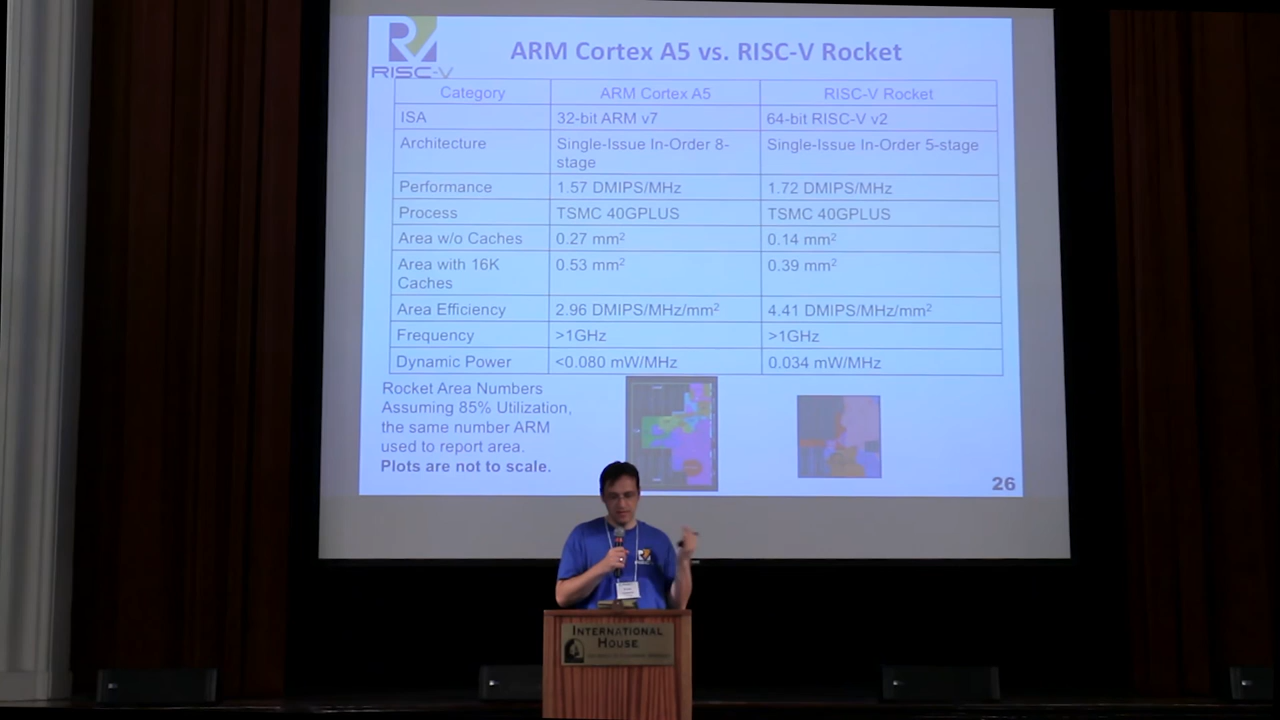 RISC-V
ARM Cortex A5 vs. RISC-V Rocket
Category ARM Cortex A5 RISC-V Rocket
ISA 32-bit ARM v7 64-bit RISC-V v2
Architecture Single-Issue In-Order 8- Single-Issue In-Order 5-stage
stage
Performance 1.57 DMIPS/MHz 1.72 DMIPS/MHz
Process TSMC 40GPLUS TSMC 40GPLUS
Area w/o Caches 0.27 mm² 0.14 mm²
Area with 16K 0.53 mm² 0.39 mm²
Caches
Area Efficiency 2.96 DMIPS/MHz/mm² 4.41 DMIPS/MHz/mm²
Frequency >1GHz >1GHz
Dynamic Power <0.080 mW/MHz 0.034 mW/MHz
Rocket Area Numbers
Assuming 85% Utilization,
the same number ARM
used to report area.
Plots are not to scale.
26
INTERNATIONAL
HOUSE